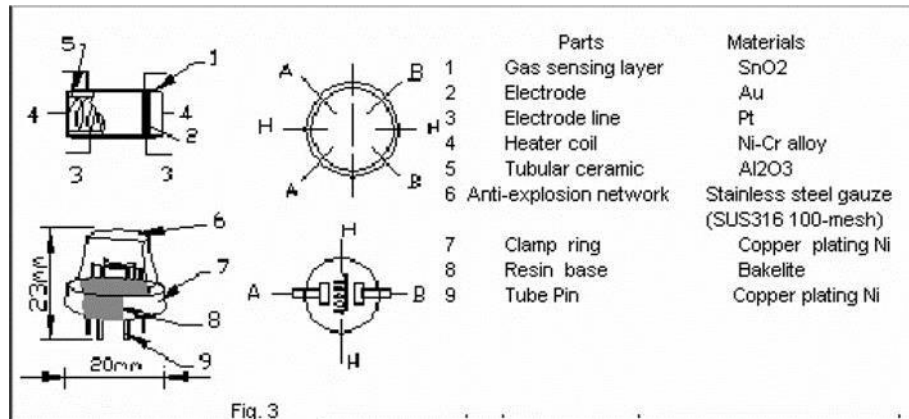 Parts Materials
1 Gas sensing layer SnO2
2 Electrode Au
3 Electrode line Pt
4 Heater coil Ni-Cr alloy
5 Tubular ceramic Al2O3
6 Anti-explosion network Stainless steel gauze
(SUS316 100-mesh)
7 Clamp ring Copper plating Ni
8 Resin base Bakelite
9 Tube Pin Copper plating Ni
5
1
4
4
2
3
3
A
B
H
H
A
B
6
7
8
9
23mm
20mm
H
A
B
H
Fig. 3